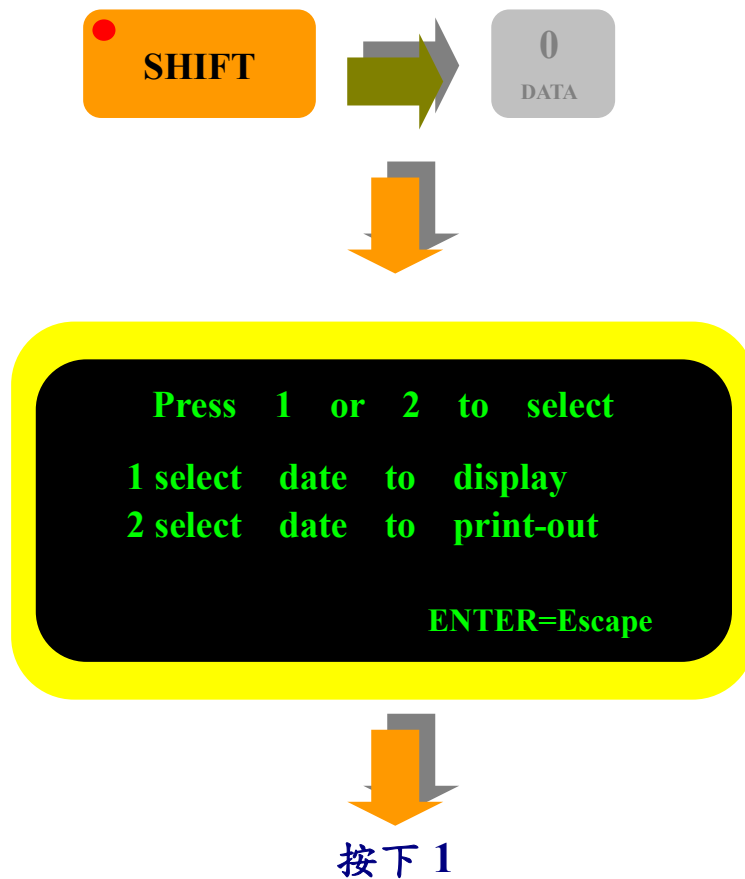 SHIFT
0
DATA
Press 1 or 2 to select
1 select date to display
2 select date to print-out
ENTER=Escape
按下 1